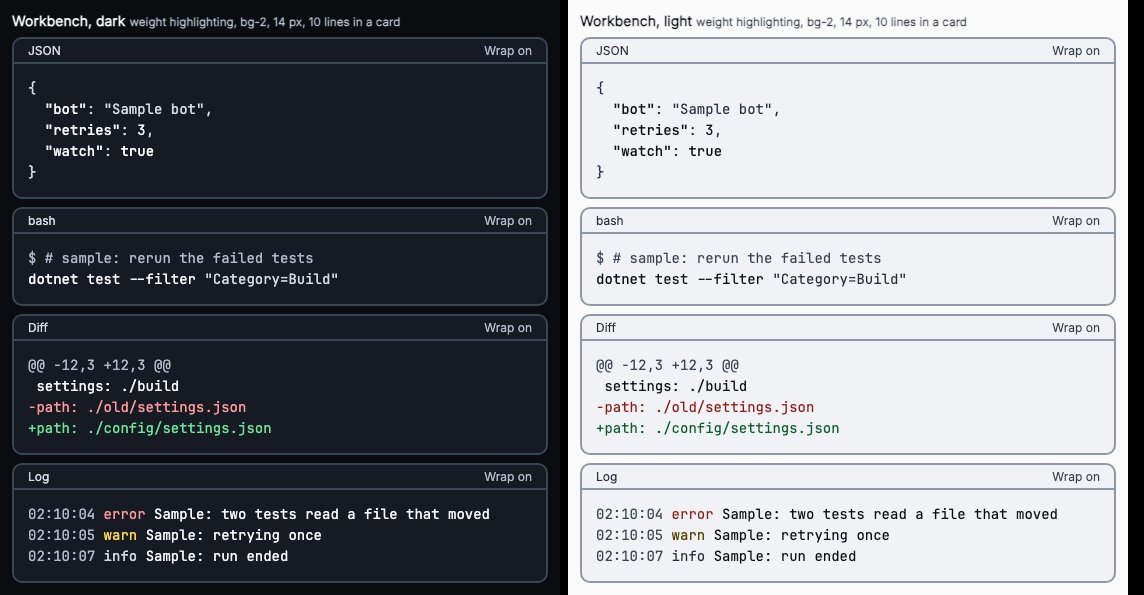 Workbench, dark weight highlighting, bg-2, 14 px, 10 lines in a card
JSON Wrap on
{
  "bot": "Sample bot",
  "retries": 3,
  "watch": true
}
bash Wrap on
$ # sample: rerun the failed tests
dotnet test --filter "Category=Build"
Diff Wrap on
@@ -12,3 +12,3 @@
 settings: ./build
-path: ./old/settings.json
+path: ./config/settings.json
Log Wrap on
02:10:04 error Sample: two tests read a file that moved
02:10:05 warn Sample: retrying once
02:10:07 info Sample: run ended
Workbench, light weight highlighting, bg-2, 14 px, 10 lines in a card
JSON Wrap on
{
  "bot": "Sample bot",
  "retries": 3,
  "watch": true
}
bash Wrap on
$ # sample: rerun the failed tests
dotnet test --filter "Category=Build"
Diff Wrap on
@@ -12,3 +12,3 @@
 settings: ./build
-path: ./old/settings.json
+path: ./config/settings.json
Log Wrap on
02:10:04 error Sample: two tests read a file that moved
02:10:05 warn Sample: retrying once
02:10:07 info Sample: run ended